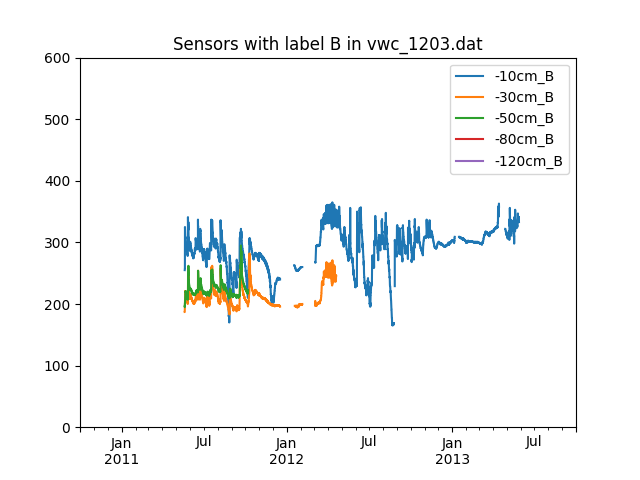 Sensors with label B in vwc_1203.dat
600
500
400
300
200
100
0
-10cm_B
-30cm_B
-50cm_B
-80cm_B
-120cm_B
Jan
2011
Jul
Jan
2012
Jul
Jan
2013
Jul